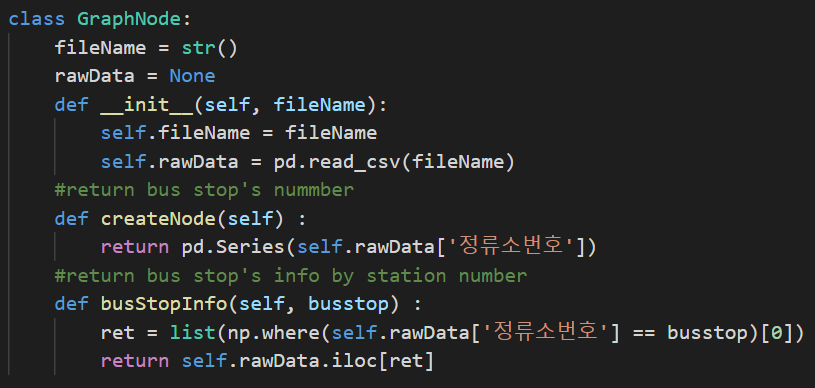 class GraphNode:
    fileName = str()
    rawData = None
    def __init__(self, fileName):
        self.fileName = fileName
        self.rawData = pd.read_csv(fileName)
    #return bus stop's nummber
    def createNode(self) :
        return pd.Series(self.rawData['정류소번호'])
    #return bus stop's info by station number
    def busStopInfo(self, busstop) :
        ret = list(np.where(self.rawData['정류소번호'] == busstop)[0])
        return self.rawData.iloc[ret]